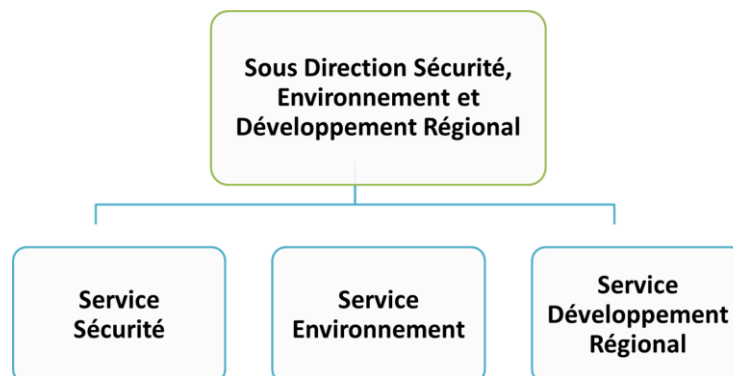 Sous Direction Sécurité,
Environnement et
Développement Régional
Service
Sécurité
Service
Environnement
Service
Développement
Régional